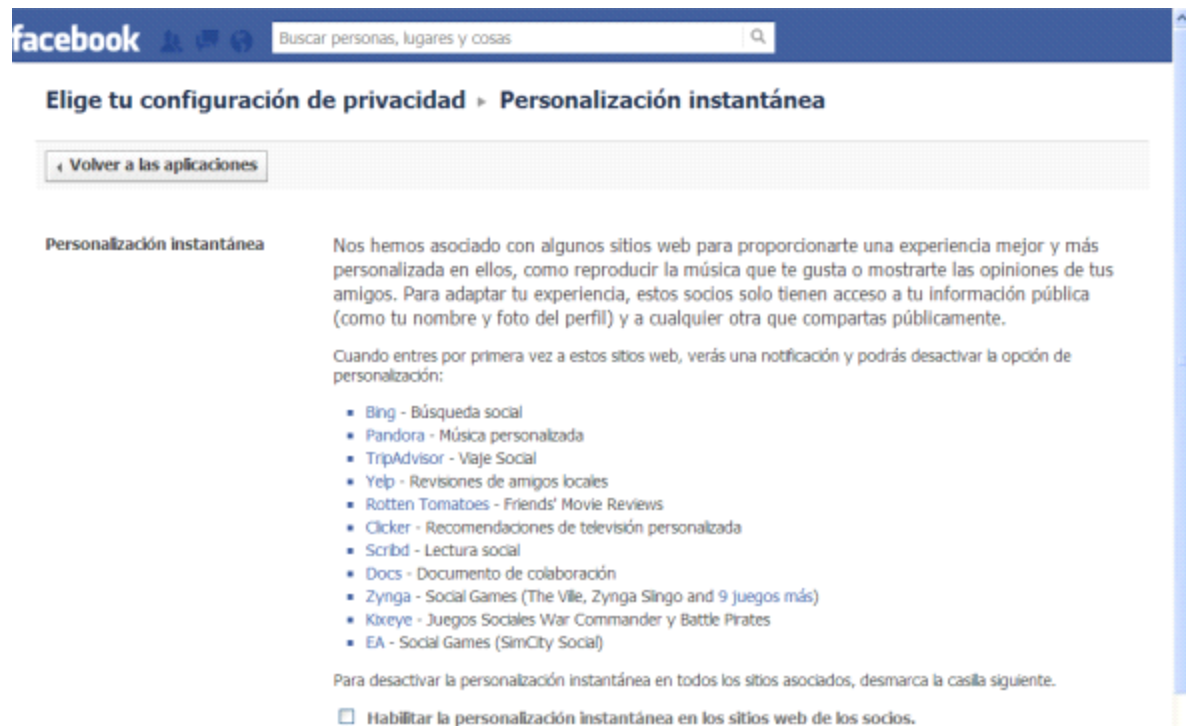 facebook Buscar personas, lugares y cosas
Elige tu configuración de privacidad ▸ Personalización instantánea
Volver a las aplicaciones
Personalización instantánea
Nos hemos asociado con algunos sitios web para proporcionarte una experiencia mejor y más
personalizada en ellos, como reproducir la música que te gusta o mostrarte las opiniones de tus
amigos. Para adaptar tu experiencia, estos socios solo tienen acceso a tu información pública
(como tu nombre y foto del perfil) y a cualquier otra que compartas públicamente.
Cuando entres por primera vez a estos sitios web, verás una notificación y podrás desactivar la opción de
personalización:
Bing - Búsqueda social
Pandora - Música personalizada
TripAdvisor - Viaje Social
Yelp - Revisiones de amigos locales
Rotten Tomatoes - Friends' Movie Reviews
Clicker - Recomendaciones de televisión personalizada
Scribd - Lectura social
Docs - Documento de colaboración
Zynga - Social Games (The Ville, Zynga Slingo and 9 juegos más)
Kixeye - Juegos Sociales War Commander y Battle Pirates
EA - Social Games (SimCity Social)
Para desactivar la personalización instantánea en todos los sitios asociados, desmarca la casilla siguiente.
Habilitar la personalización instantánea en los sitios web de los socios.